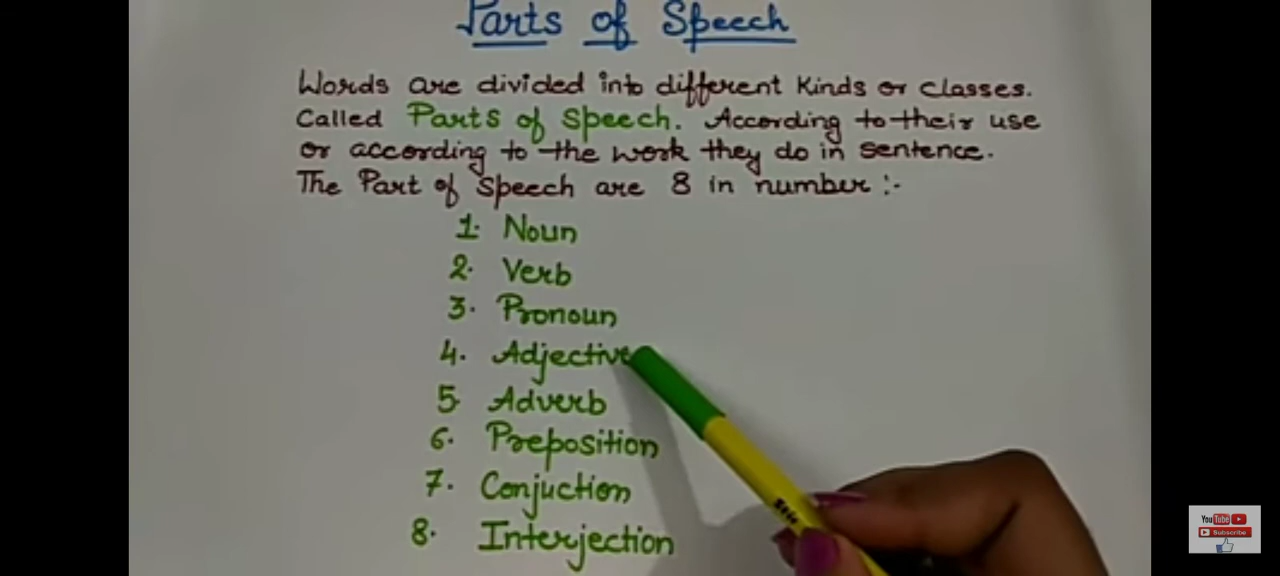 Parts of Speech
Words are divided into different Kinds or classes.
Called Parts of Speech. According to their use
or according to the work they do in sentence.
The Part of Speech are 8 in number :-
1. Noun
2. Verb
3. Pronoun
4. Adjective
5. Adverb
6. Preposition
7. Conjuction
8. Interjection
YouTube
Subscribe